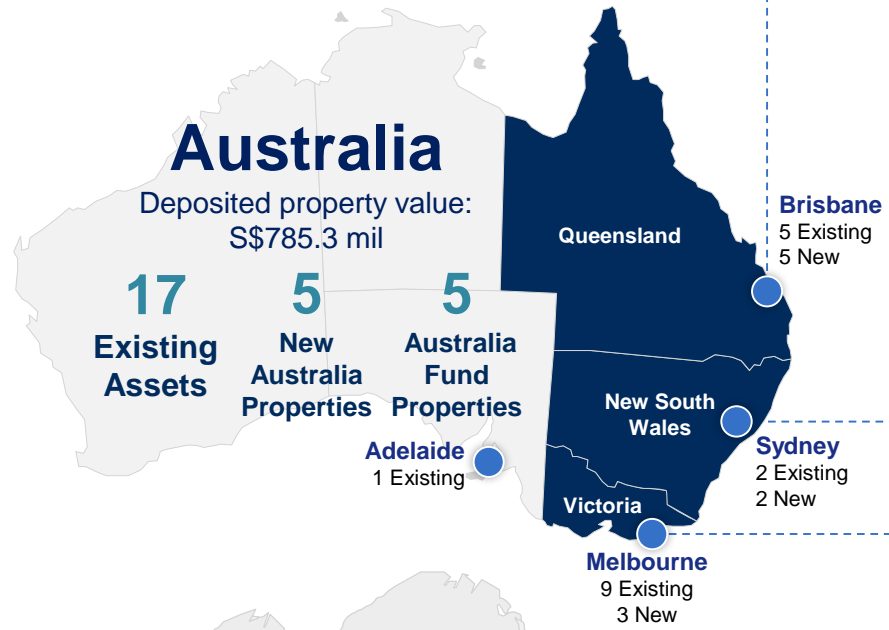 Australia
Deposited property value:
S$785.3 mil
17
Existing
Assets
5
New
Australia
Properties
5
Australia
Fund
Properties
Queensland
Brisbane
5 Existing
5 New
New South
Wales
Sydney
2 Existing
2 New
Adelaide
1 Existing
Victoria
Melbourne
9 Existing
3 New